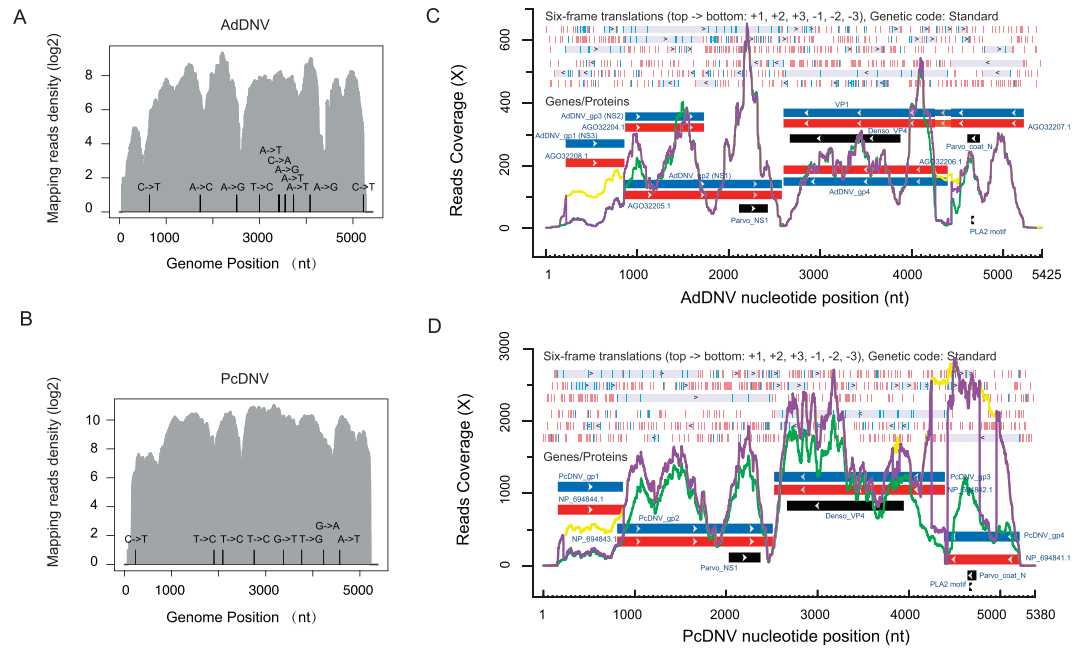 A
AdDNV
Mapping reads density (log2)
8
6
4
2
0
A->T
C->A
A->G
A->T
C->T
A->C
A->G
T->C
A->T
A->G
C->T
0
1000
3000
5000
Genome Position (nt)
B
PcDNV
Mapping reads density (log2)
10
8
6
4
2
0
G->A
C->T
T->C
T->C
T->C
G->T
T->G
A->T
0
1000
3000
5000
Genome Position (nt)
C
Six-frame translations (top -> bottom: +1, +2, +3, -1, -2, -3), Genetic code: Standard
Reads Coverage (X)
600
400
200
0
Genes/Proteins
AdDNV_gp3 (NS2)
AGO32204.1
AdDNV_gp1 (NS3)
AGO32208.1
AdDNV_gp2 (NS1)
AGO32205.1
Parvo_NS1
VP1
AGO32207.1
Denso_VP4
Parvo_coat_N
AGO32206.1
AdDNV_gp4
PLA2 motif
1
1000
2000
3000
4000
5000
5425
AdDNV nucleotide position (nt)
D
Six-frame translations (top -> bottom: +1, +2, +3, -1, -2, -3), Genetic code: Standard
Reads Coverage (X)
3000
2000
1000
0
Genes/Proteins
PcDNV_gp1
NP_694844.1
PcDNV_gp2
NP_694843.1
Parvo_NS1
PcDNV_gp3
NP_694842.1
Denso_VP4
PcDNV_gp4
NP_694841.1
Parvo_coat_N
PLA2 motif
1
1000
2000
3000
4000
5000
5380
PcDNV nucleotide position (nt)